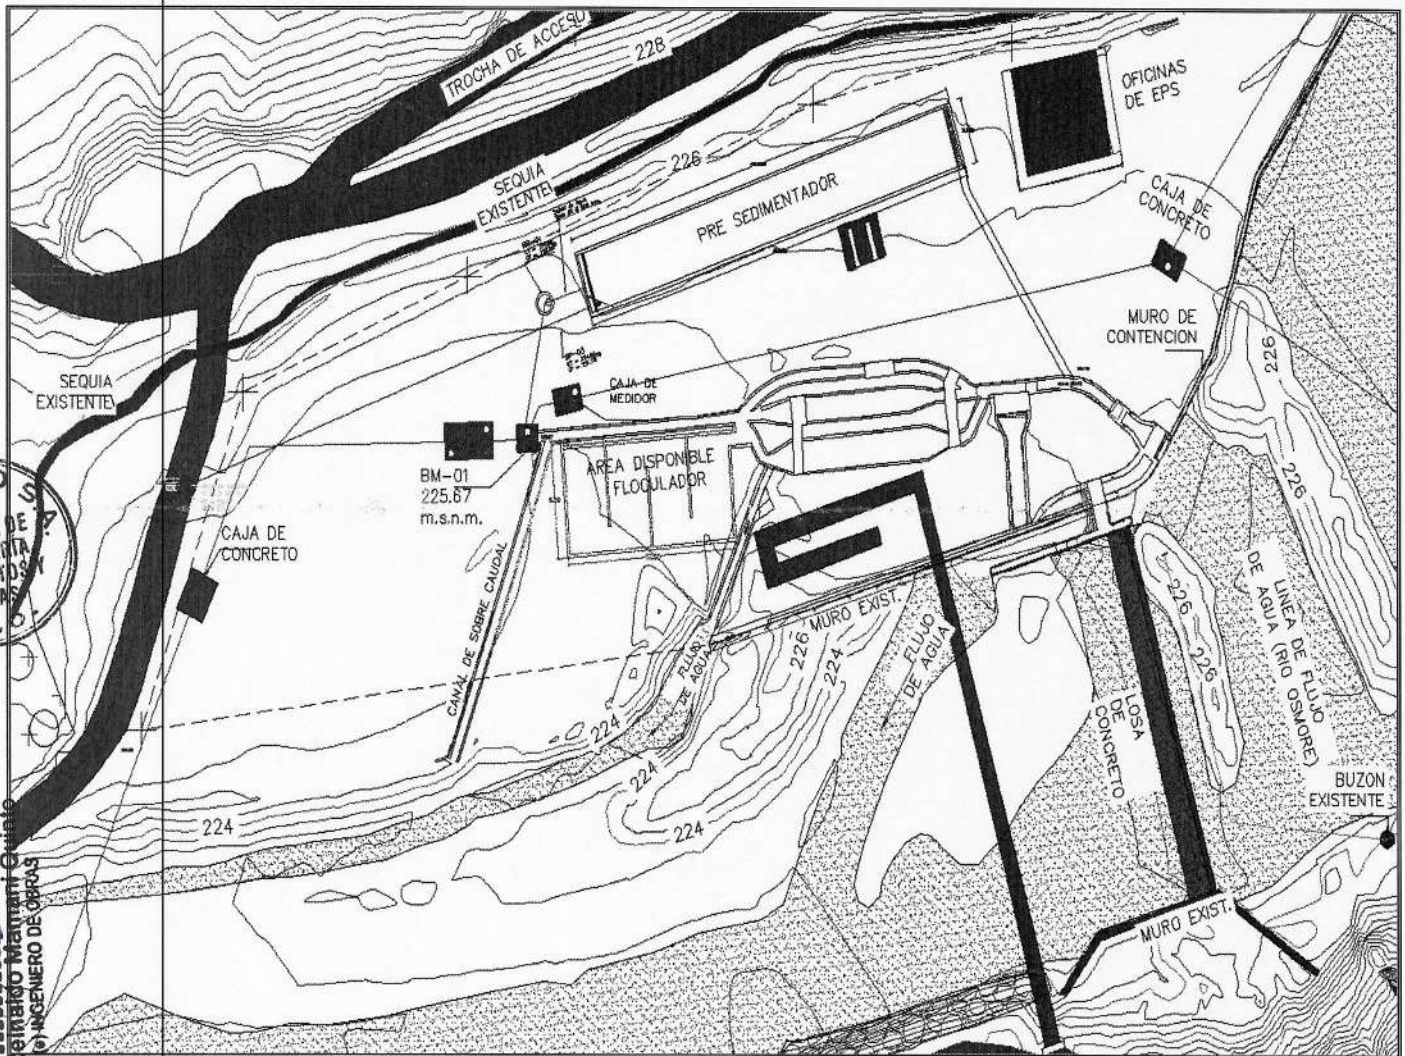 TROCHA DE ACCESO
228
OFICINAS
DE EPS
SEQUIA
EXISTENTE
226
PRE SEDIMENTADOR
CAJA DE
CONCRETO
MURO DE
CONTENCION
226
SEQUIA
EXISTENTE
CAJA DE
MEDIDOR
BM-01
225.67
m.s.n.m.
AREA DISPONIBLE
FLOCULADOR
226
CAJA DE
CONCRETO
CANAL DE SOBRE CAUDAL
MURO EXIST.
FLUJO
DE AGUA
FLUJO
DE AGUA
226
224
226
226
LINEA DE FLUJO
DE AGUA (RIO OSMORE)
LOSA
DE
CONCRETO
224
224
224
224
BUZON
EXISTENTE
MURO EXIST.
Mamani Quinto
INGENIERO DE OBRAS